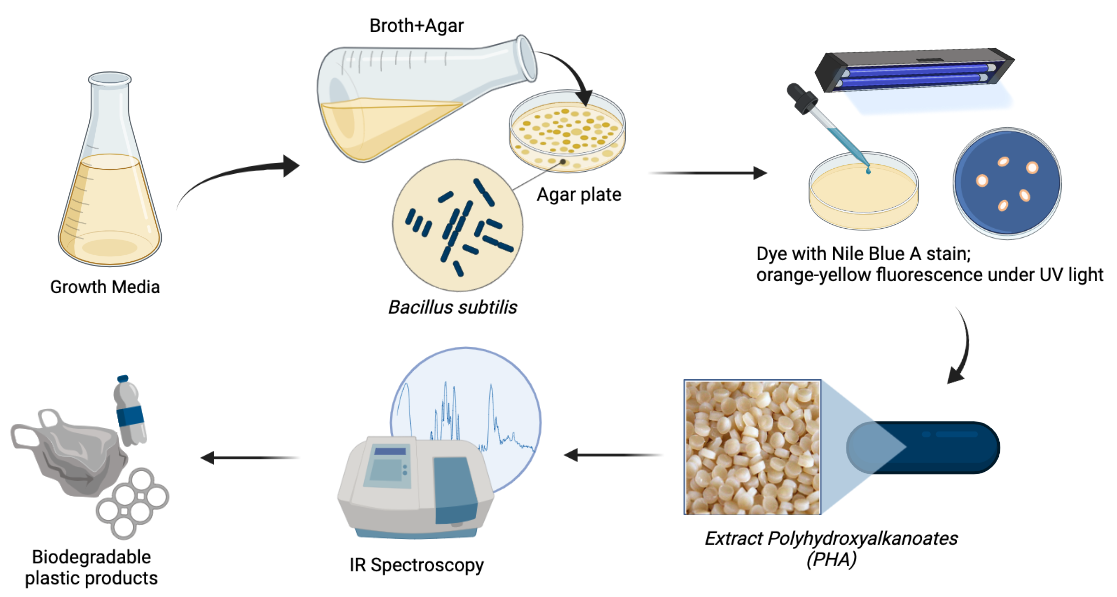 Growth Media
Broth+Agar
Agar plate
Bacillus subtilis
Dye with Nile Blue A stain;
orange-yellow fluorescence under UV light
Extract Polyhydroxyalkanoates
(PHA)
IR Spectroscopy
Biodegradable
plastic products